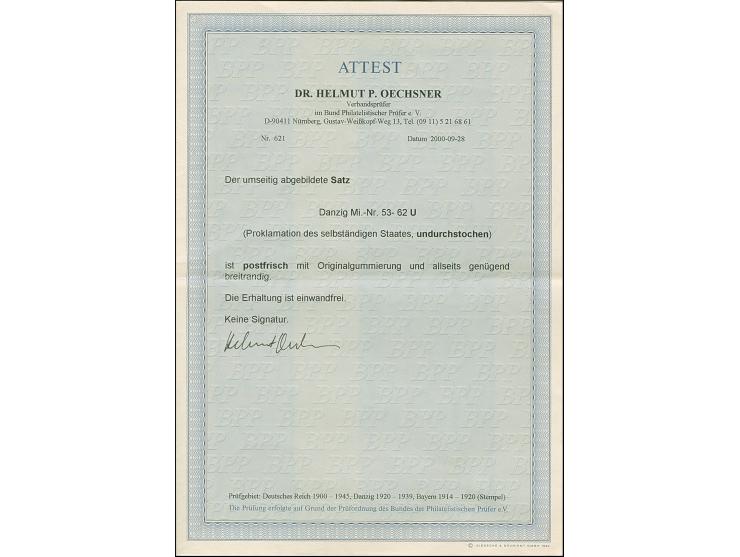 ATTEST
DR. HELMUT P. OECHSNER
Verbandsprüfer
im Bund Philatelistischer Prüfer e. V.
D-90411 Nürnberg, Gustav-Weißkopf-Weg 13, Tel. (09 11) 5 21 68 61
Nr. 621 Datum 2000-09-28
Der umseitig abgebildete Satz
Danzig Mi.-Nr. 53- 62 U
(Proklamation des selbständigen Staates, undurchstochen)
ist postfrisch mit Originalgummierung und allseits genügend
breitrandig.
Die Erhaltung ist einwandfrei.
Keine Signatur.
Prüfgebiet: Deutsches Reich 1900 – 1945, Danzig 1920 – 1939, Bayern 1914 – 1920 (Stempel)
Die Prüfung erfolgte auf Grund der Prüfordnung des Bundes der Philatelistischen Prüfer e.V.